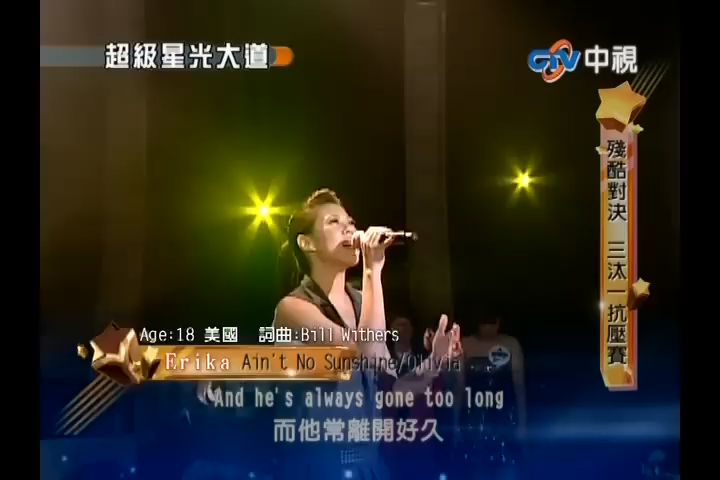 超級星光大道
CTV 中視
殘酷對決 三汰一抗壓賽
Age:18 美國 詞曲:Bill Withers
Erika Ain't No Sunshine/Olivia
And he's always gone too long
而他常離開好久